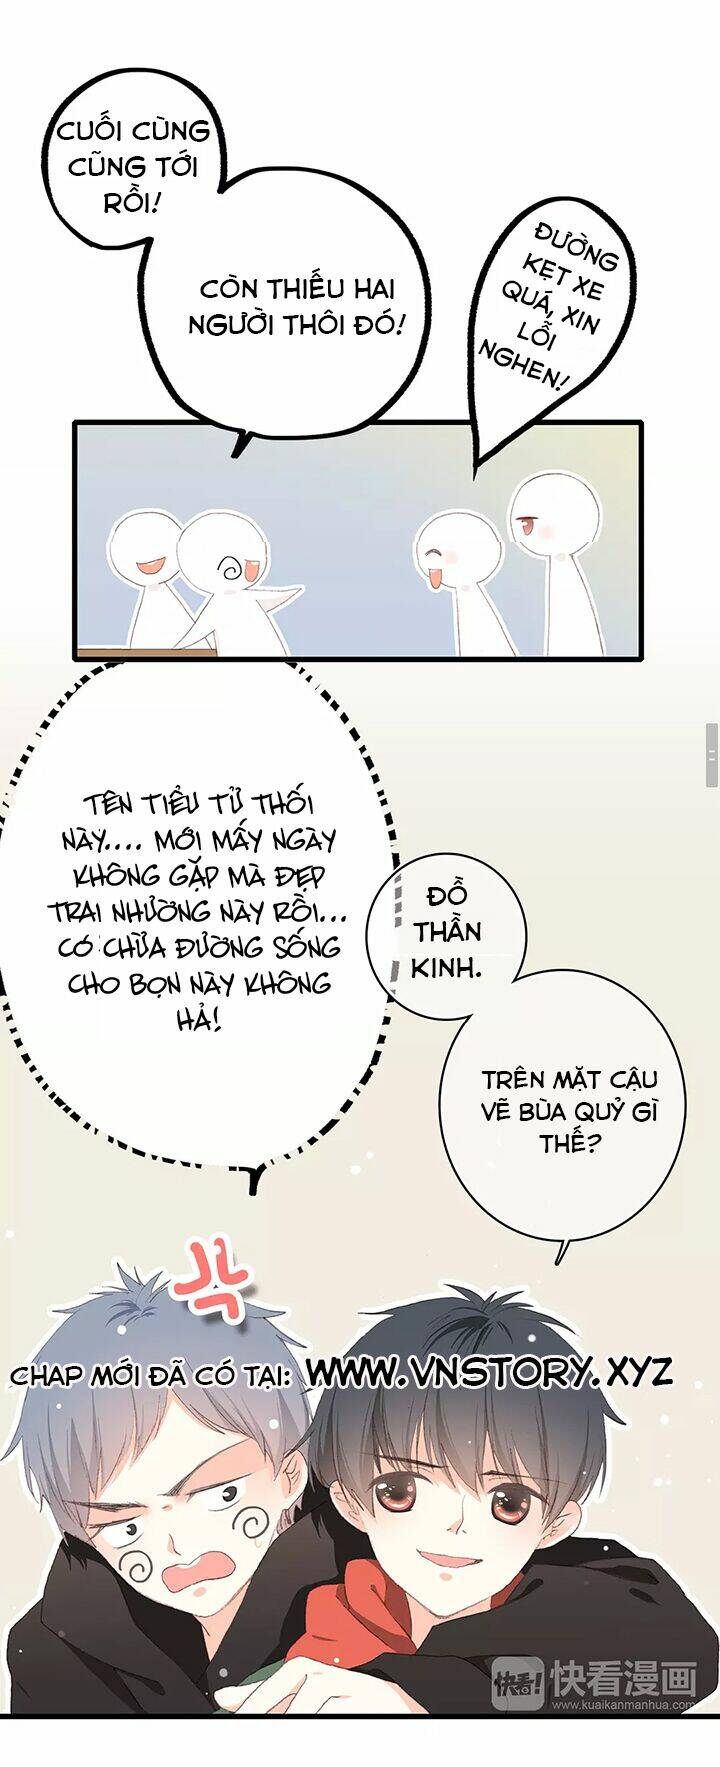 CUỐI CÙNG
CŨNG TỚI
RỒI!
CÒN THIẾU HAI
NGƯỜI THÔI ĐÓ!
ĐƯỜNG
KẸT XE
QUÁ, XIN
LỖI
NGHEN!
TÊN TIỂU TỬ THỐI
NÀY.... MỚI MẤY NGÀY
KHÔNG GẶP MÀ ĐẸP
TRAI NHƯỜNG NÀY RỒI...
CÓ CHỪA ĐƯỜNG SỐNG
CHO BỌN NÀY KHÔNG
HẢ!
ĐỒ
THẦN
KINH.
TRÊN MẶT CẬU
VẼ BÙA QUỶ GÌ
THẾ?
CHAP MỚI ĐÃ CÓ TẠI: WWW.VNSTORY.XYZ
快看! 快看漫画
www.kuaikanmanhua.com